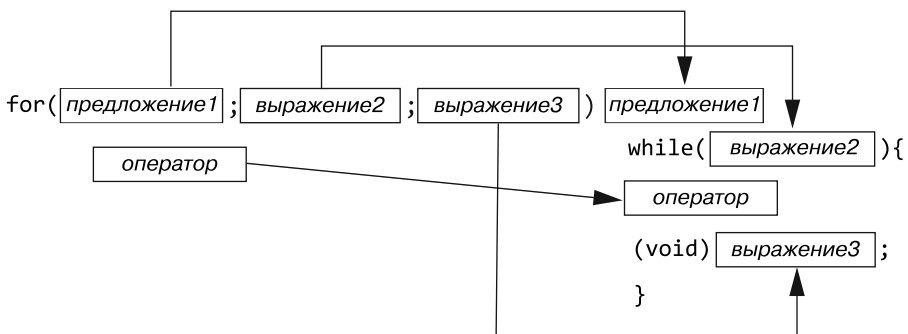 for( предложение1 ; выражение2 ; выражение3 )
оператор
предложение1
while( выражение2 ){
оператор
(void) выражение3 ;
}